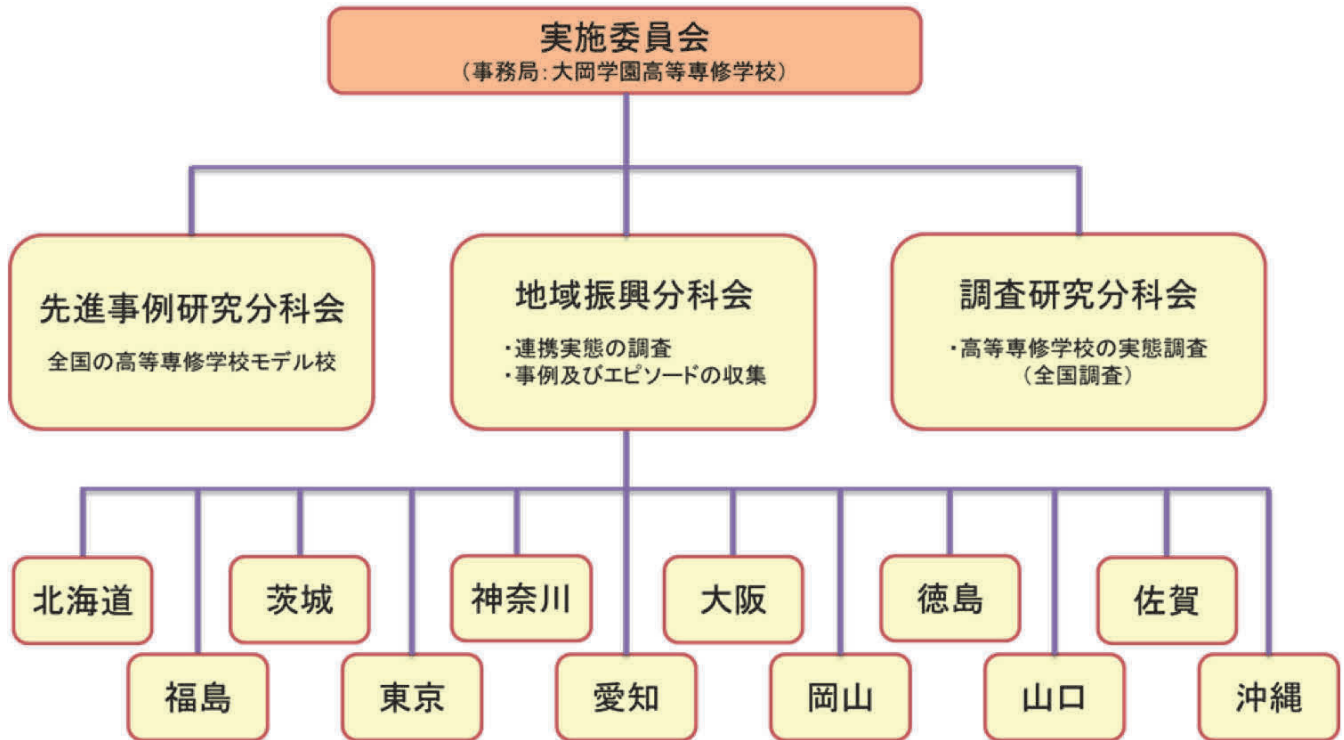 実施委員会
（事務局：大岡学園高等専修学校）
先進事例研究分科会
全国の高等専修学校モデル校
地域振興分科会
・連携実態の調査
・事例及びエピソードの収集
調査研究分科会
・高等専修学校の実態調査
（全国調査）
北海道
茨城
神奈川
大阪
徳島
佐賀
福島
東京
愛知
岡山
山口
沖縄